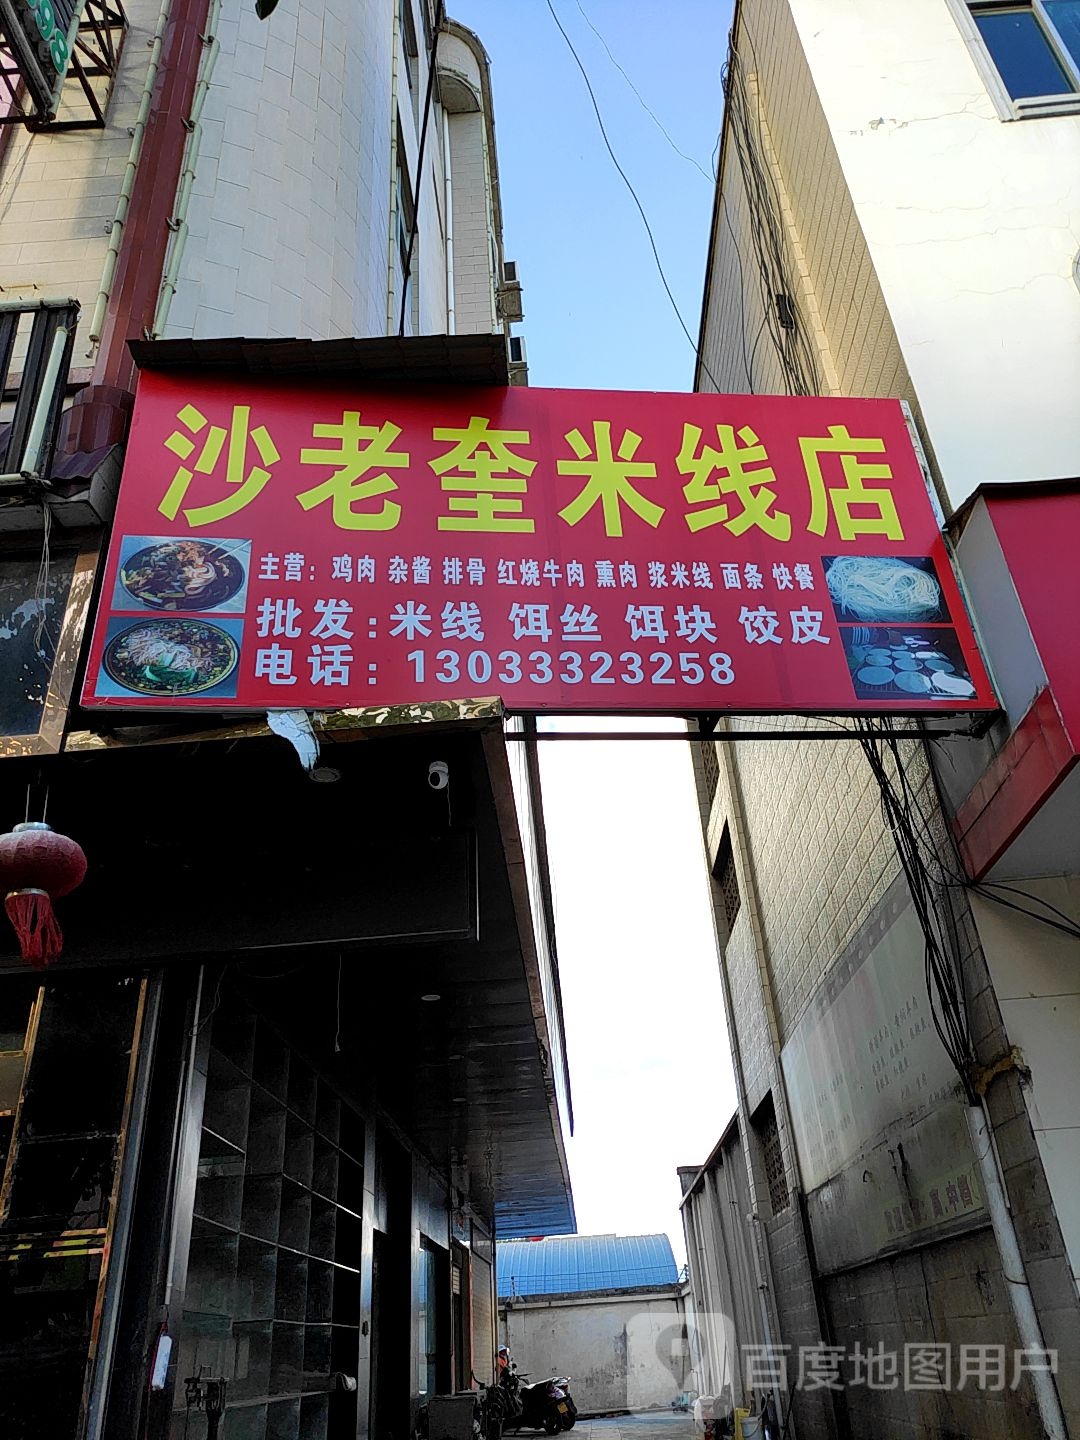 沙老奎米线店
主营：鸡肉 杂酱 排骨 红烧牛肉 熏肉 浆米线 面条 快餐
批发：米线 饵丝 饵块 饺皮
电话：13033323258
百度地图用户